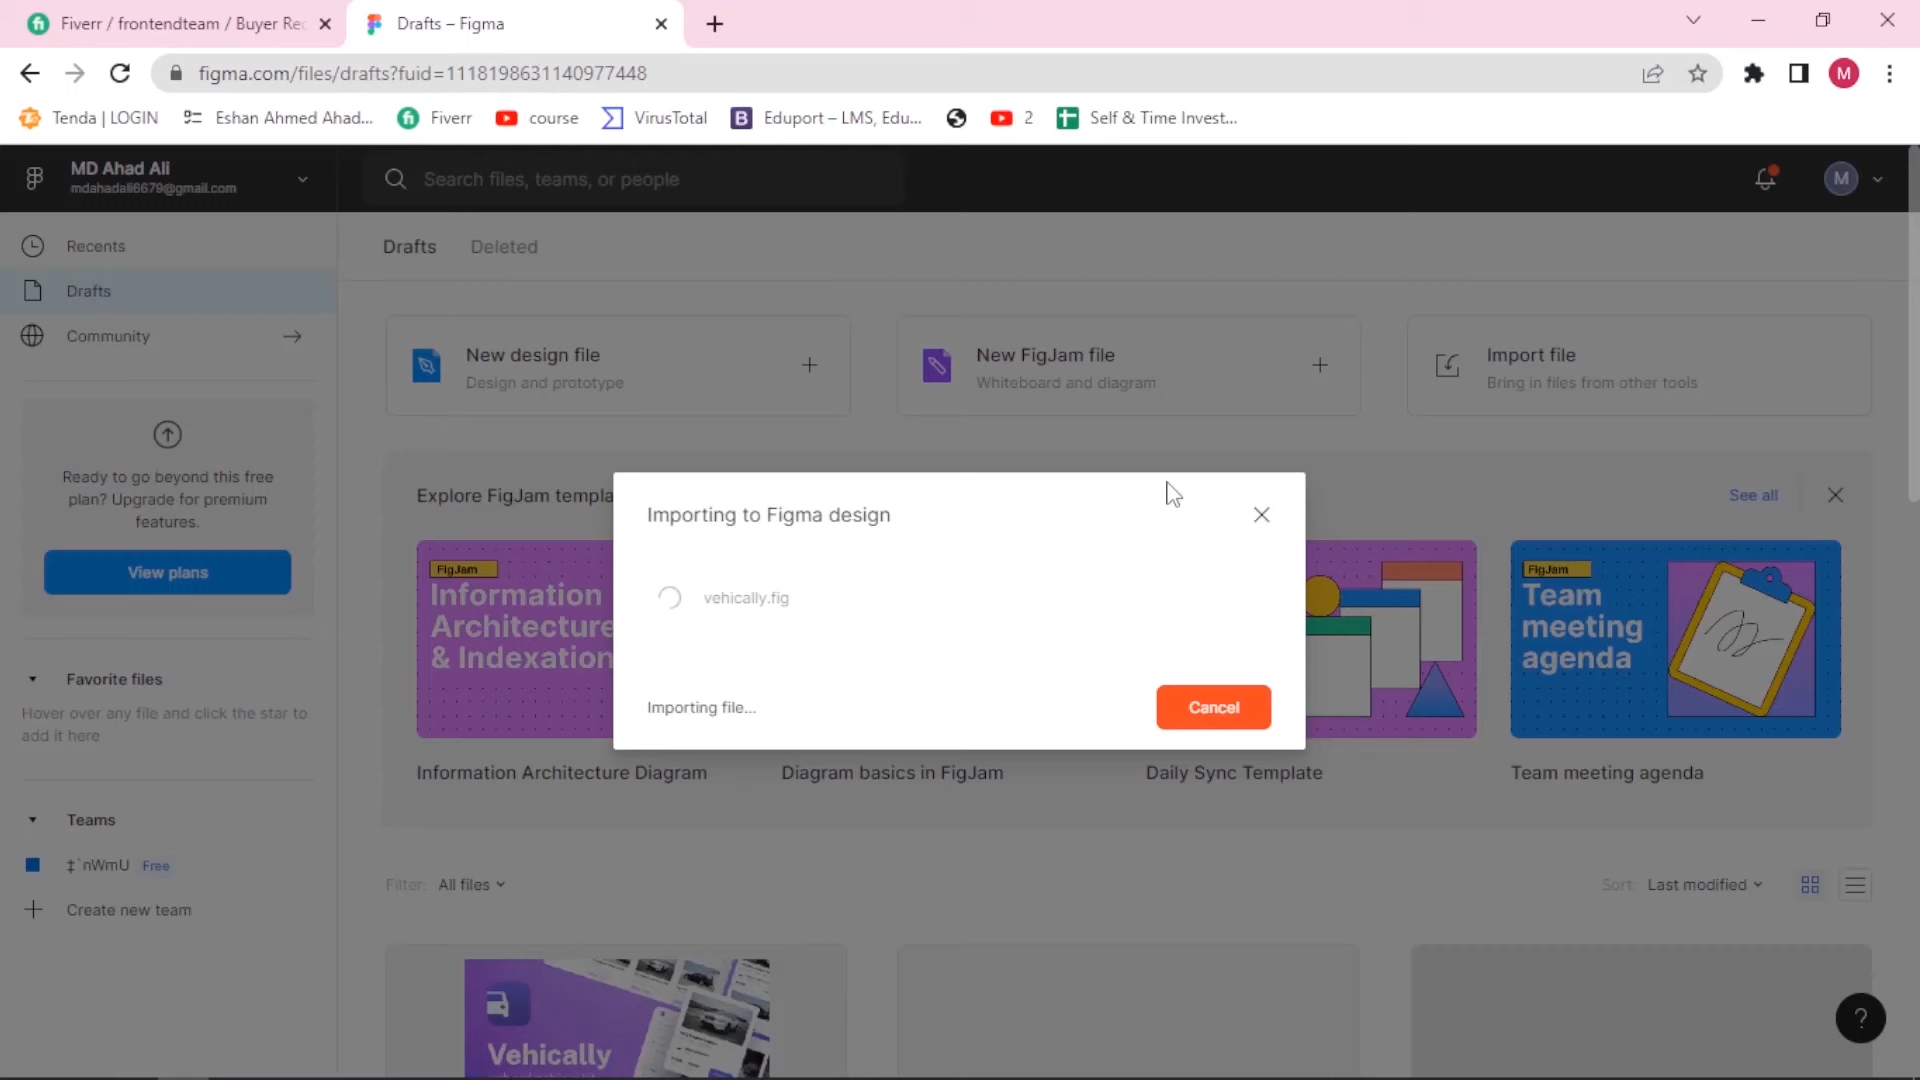 Fiverr / frontendteam / Buyer Rec
Drafts – Figma
figma.com/files/drafts?fuid=1118198631140977448
M
Tenda | LOGIN
Eshan Ahmed Ahad...
Fiverr
course
VirusTotal
B
Eduport – LMS, Edu...
2
Self & Time Invest...
MD Ahad Ali
mdahadali6679@gmail.com
Search files, teams, or people
M
Recents
Drafts
Community
Ready to go beyond this free
plan? Upgrade for premium
features.
View plans
Favorite files
Hover over any file and click the star to
add it here
Teams
‡`nWmU Free
Create new team
Drafts
Deleted
New design file
Design and prototype
New FigJam file
Whiteboard and diagram
Import file
Bring in files from other tools
Explore FigJam templa
See all
FigJam
Information
Architecture
& Indexation
FigJam
Team
meeting
agenda
Importing to Figma design
vehically.fig
Importing file...
Cancel
Information Architecture Diagram
Diagram basics in FigJam
Daily Sync Template
Team meeting agenda
Filter: All files
Sort: Last modified
Vehically
?